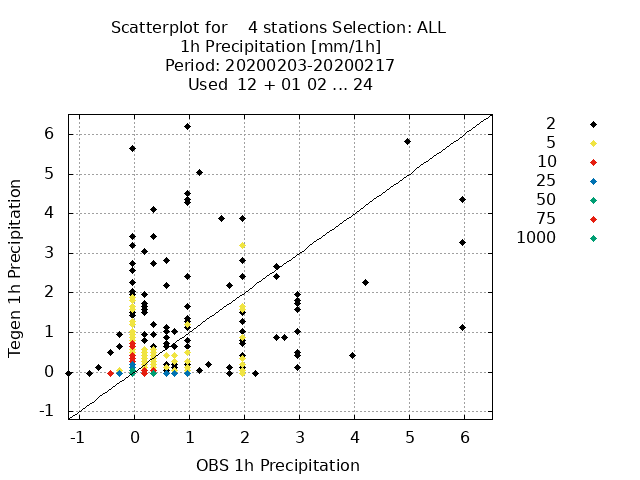 Scatterplot for    4 stations Selection: ALL
1h Precipitation [mm/1h]
Period: 20200203-20200217
Used  12 + 01 02 ... 24
2
5
10
25
50
75
1000
Tegen 1h Precipitation
6
5
4
3
2
1
0
-1
-1 0 1 2 3 4 5 6
OBS 1h Precipitation